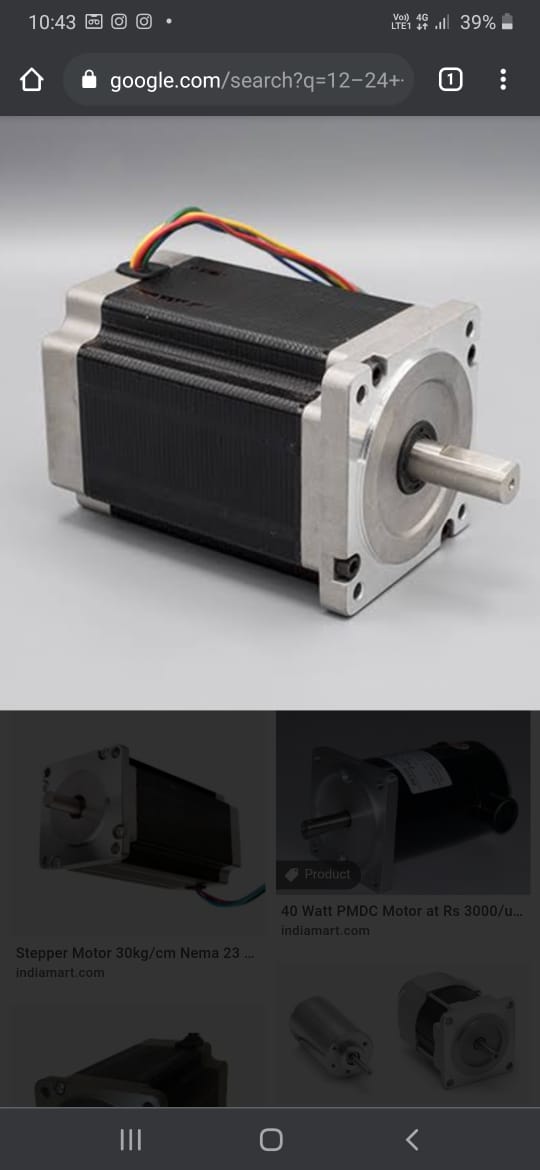 10:43
Vo))
LTE1
4G
39%
google.com/search?q=12-24+
1
Product
40 Watt PMDC Motor at Rs 3000/u...
indiamart.com
Stepper Motor 30kg/cm Nema 23 ...
indiamart.com